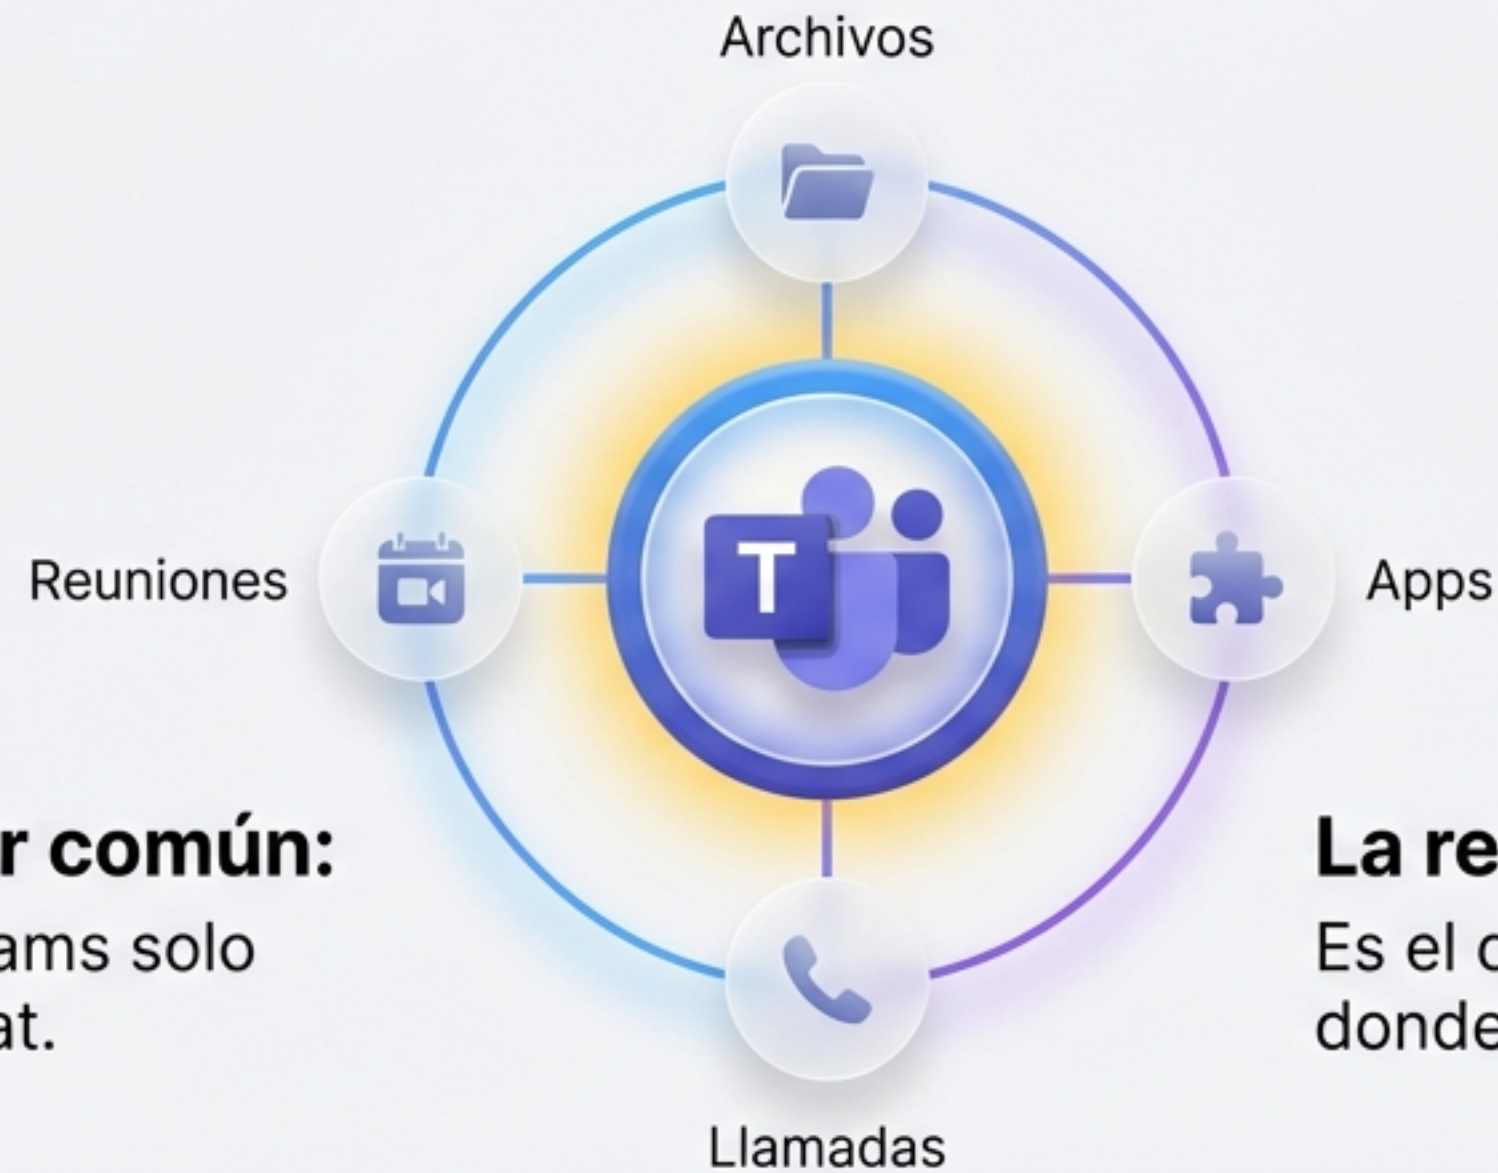 Archivos
Reuniones
T
Apps
r común:
ams solo
at.
La re
Es el
donde
Llamadas